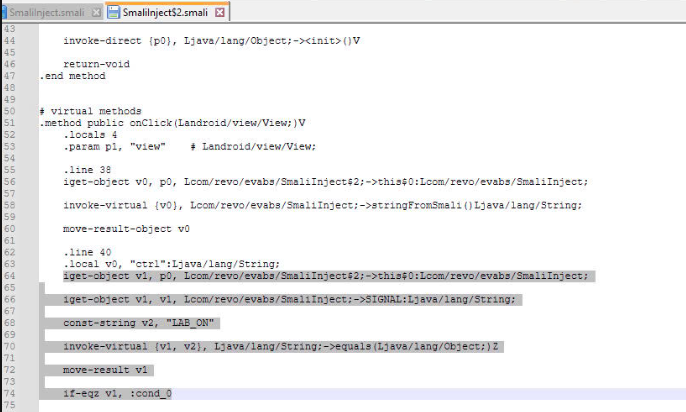 SmaliInject.smali SmaliInject$2.smali
43
44 invoke-direct {p0}, Ljava/lang/Object;-><init>()V
45
46 return-void
47 .end method
48
49
50 # virtual methods
51 .method public onClick(Landroid/view/View;)V
52 .locals 4
53 .param p1, "view" # Landroid/view/View;
54
55 .line 38
56 iget-object v0, p0, Lcom/revo/evabs/SmaliInject$2;->this$0:Lcom/revo/evabs/SmaliInject;
57
58 invoke-virtual {v0}, Lcom/revo/evabs/SmaliInject;->stringFromSmali()Ljava/lang/String;
59
60 move-result-object v0
61
62 .line 40
63 .local v0, "ctrl":Ljava/lang/String;
64 iget-object v1, p0, Lcom/revo/evabs/SmaliInject$2;->this$0:Lcom/revo/evabs/SmaliInject;
65
66 iget-object v1, v1, Lcom/revo/evabs/SmaliInject;->SIGNAL:Ljava/lang/String;
67
68 const-string v2, "LAB_ON"
69
70 invoke-virtual {v1, v2}, Ljava/lang/String;->equals(Ljava/lang/Object;)Z
71
72 move-result v1
73
74 if-eqz v1, :cond_0
75